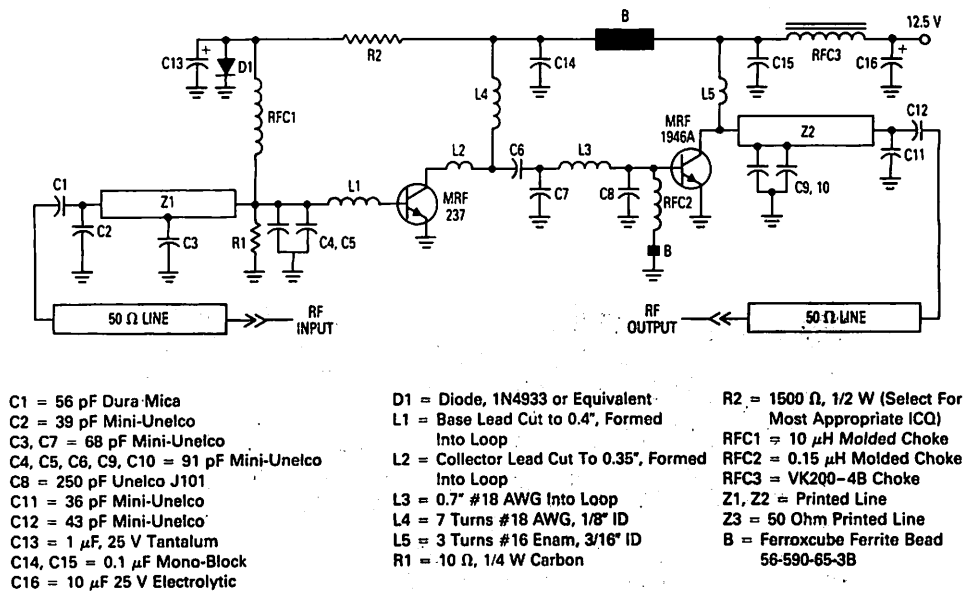 B
12.5 V
C13
+
D1
R2
C14
C15
RFC3
C16
+
RFC1
L4
L5
MRF
1946A
Z2
C12
C11
L2
C6
L3
C1
Z1
L1
MRF
237
C7
C8
RFC2
C9, 10
C2
C3
R1
C4, C5
B
50 Ω LINE
RF
INPUT
RF
OUTPUT
50 Ω LINE
C1 = 56 pF Dura Mica
C2 = 39 pF Mini-Unelco
C3, C7 = 68 pF Mini-Unelco
C4, C5, C6, C9, C10 = 91 pF Mini-Unelco
C8 = 250 pF Unelco J101
C11 = 36 pF Mini-Unelco
C12 = 43 pF Mini-Unelco
C13 = 1 μF, 25 V Tantalum
C14, C15 = 0.1 μF Mono-Block
C16 = 10 μF 25 V Electrolytic
D1 = Diode, 1N4933 or Equivalent
L1 = Base Lead Cut to 0.4", Formed
Into Loop
L2 = Collector Lead Cut To 0.35", Formed
Into Loop
L3 = 0.7" #18 AWG Into Loop
L4 = 7 Turns #18 AWG, 1/8" ID
L5 = 3 Turns #16 Enam, 3/16" ID
R1 = 10 Ω, 1/4 W Carbon
R2 = 1500 Ω, 1/2 W (Select For
Most Appropriate ICQ)
RFC1 = 10 μH Molded Choke
RFC2 = 0.15 μH Molded Choke
RFC3 = VK200-4B Choke
Z1, Z2 = Printed Line
Z3 = 50 Ohm Printed Line
B = Ferroxcube Ferrite Bead
56-590-65-3B